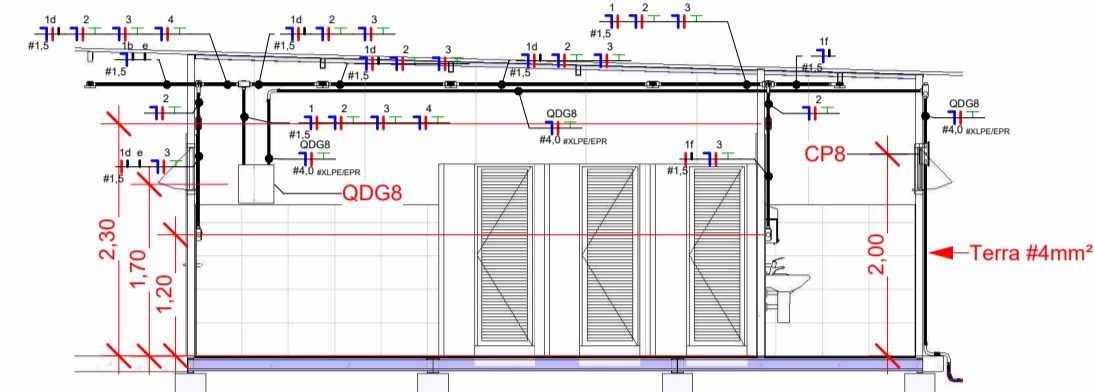 1d 2 3 4
#1,5
1d 2 3
#1,5
1 2 3
#1,5
1b e
#1,5
1d 2 3
#1,5
1d 2 3
#1,5
1f
#1,5
2
1 2 3 4
#1,5
QDG8
#4,0 #XLPE/EPR
2
QDG8
#4,0 #XLPE/EPR
1d e 3
#1,5
QDG8
#4,0 #XLPE/EPR
1f 3
#1,5
CP8
QDG8
2,30
1,70
1,20
2,00
Terra #4mm²